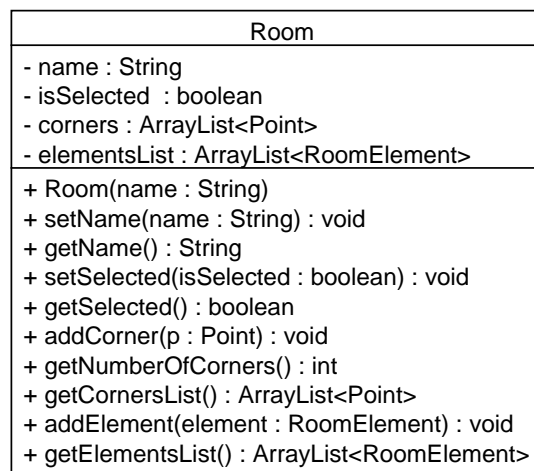 Room
- name : String
- isSelected : boolean
- corners : ArrayList<Point>
- elementsList : ArrayList<RoomElement>
+ Room(name : String)
+ setName(name : String) : void
+ getName() : String
+ setSelected(isSelected : boolean) : void
+ getSelected() : boolean
+ addCorner(p : Point) : void
+ getNumberOfCorners() : int
+ getCornersList() : ArrayList<Point>
+ addElement(element : RoomElement) : void
+ getElementsList() : ArrayList<RoomElement>